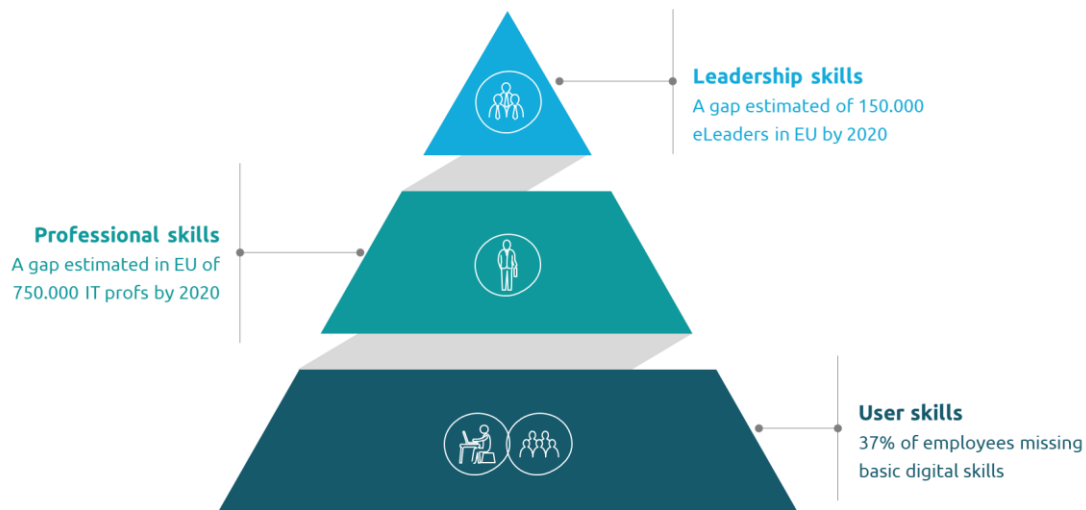 Leadership skills
A gap estimated of 150.000
eLeaders in EU by 2020
Professional skills
A gap estimated in EU of
750.000 IT profs by 2020
User skills
37% of employees missing
basic digital skills